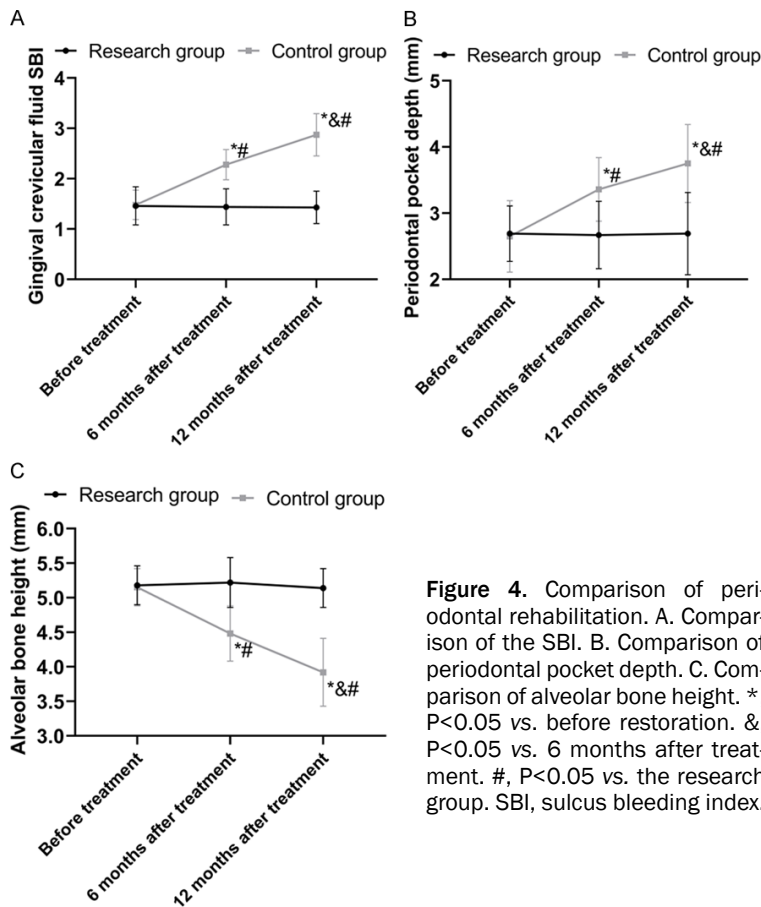 A
Research group Control group
Gingival crevicular fluid SBI
4
3
2
1
0
*#
*&#
Before treatment
6 months after treatment
12 months after treatment
B
Research group Control group
Periodontal pocket depth (mm)
5
4
3
2
*#
*&#
Before treatment
6 months after treatment
12 months after treatment
C
Research group Control group
Alveolar bone height (mm)
6.0
5.5
5.0
4.5
4.0
3.5
3.0
*#
*&#
Before treatment
6 months after treatment
12 months after treatment
Figure 4. Comparison of peri-
odontal rehabilitation. A. Compar-
ison of the SBI. B. Comparison of
periodontal pocket depth. C. Com-
parison of alveolar bone height. *,
P<0.05 vs. before restoration. &,
P<0.05 vs. 6 months after treat-
ment. #, P<0.05 vs. the research
group. SBI, sulcus bleeding index.